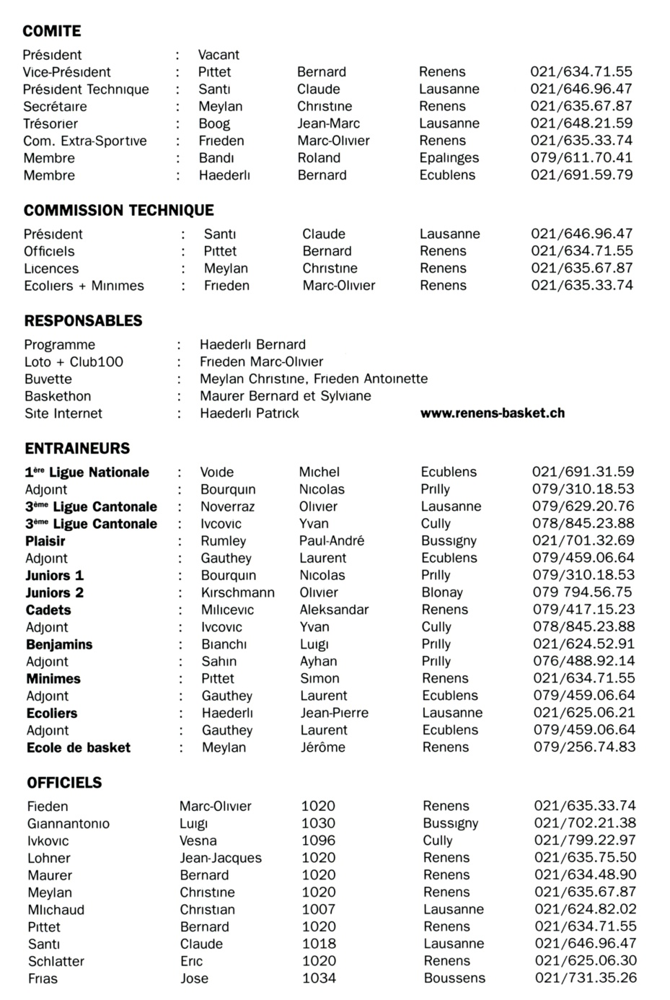 COMITE
Président : Vacant
Vice-Président : Pittet Bernard Renens 021/634.71.55
Président Technique : Santi Claude Lausanne 021/646.96.47
Secrétaire : Meylan Christine Renens 021/635.67.87
Trésorier : Boog Jean-Marc Lausanne 021/648.21.59
Com. Extra-Sportive : Frieden Marc-Olivier Renens 021/635.33.74
Membre : Bandi Roland Epalinges 079/611.70.41
Membre : Haederli Bernard Ecublens 021/691.59.79
COMMISSION TECHNIQUE
Président : Santi Claude Lausanne 021/646.96.47
Officiels : Pittet Bernard Renens 021/634.71.55
Licences : Meylan Christine Renens 021/635.67.87
Ecoliers + Minimes : Frieden Marc-Olivier Renens 021/635.33.74
RESPONSABLES
Programme : Haederli Bernard
Loto + Club100 : Frieden Marc-Olivier
Buvette : Meylan Christine, Frieden Antoinette
Baskethon : Maurer Bernard et Sylviane
Site Internet : Haederli Patrick www.renens-basket.ch
ENTRAINEURS
1ère Ligue Nationale : Voide Michel Ecublens 021/691.31.59
Adjoint : Bourquin Nicolas Prilly 079/310.18.53
3ème Ligue Cantonale : Noverraz Olivier Lausanne 079/629.20.76
3ème Ligue Cantonale : Ivcovic Yvan Cully 078/845.23.88
Plaisir : Rumley Paul-André Bussigny 021/701.32.69
Adjoint : Gauthey Laurent Ecublens 079/459.06.64
Juniors 1 : Bourquin Nicolas Prilly 079/310.18.53
Juniors 2 : Kirschmann Olivier Blonay 079 794.56.75
Cadets : Milicevic Aleksandar Renens 079/417.15.23
Adjoint : Ivcovic Yvan Cully 078/845.23.88
Benjamins : Bianchi Luigi Prilly 021/624.52.91
Adjoint : Sahin Ayhan Prilly 076/488.92.14
Minimes : Pittet Simon Renens 021/634.71.55
Adjoint : Gauthey Laurent Ecublens 079/459.06.64
Ecoliers : Haederli Jean-Pierre Lausanne 021/625.06.21
Adjoint : Gauthey Laurent Ecublens 079/459.06.64
Ecole de basket : Meylan Jérôme Renens 079/256.74.83
OFFICIELS
Fieden Marc-Olivier 1020 Renens 021/635.33.74
Giannantonio Luigi 1030 Bussigny 021/702.21.38
Ivkovic Vesna 1096 Cully 021/799.22.97
Lohner Jean-Jacques 1020 Renens 021/635.75.50
Maurer Bernard 1020 Renens 021/634.48.90
Meylan Christine 1020 Renens 021/635.67.87
MIichaud Christian 1007 Lausanne 021/624.82.02
Pittet Bernard 1020 Renens 021/634.71.55
Santi Claude 1018 Lausanne 021/646.96.47
Schlatter Eric 1020 Renens 021/625.06.30
Frias Jose 1034 Boussens 021/731.35.26